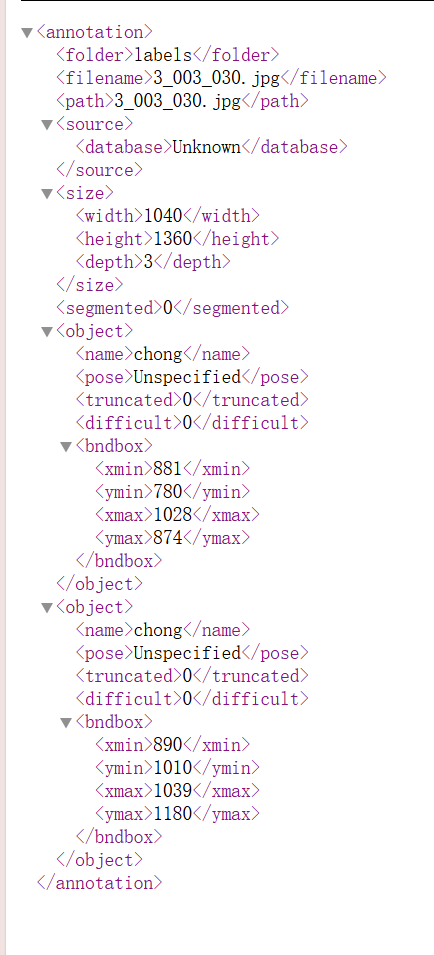 ▼<annotation>
<folder>labels</folder>
<filename>3_003_030.jpg</filename>
<path>3_003_030.jpg</path>
▼<source>
<database>Unknown</database>
</source>
▼<size>
<width>1040</width>
<height>1360</height>
<depth>3</depth>
</size>
<segmented>0</segmented>
▼<object>
<name>chong</name>
<pose>Unspecified</pose>
<truncated>0</truncated>
<difficult>0</difficult>
▼<bndbox>
<xmin>881</xmin>
<ymin>780</ymin>
<xmax>1028</xmax>
<ymax>874</ymax>
</bndbox>
</object>
▼<object>
<name>chong</name>
<pose>Unspecified</pose>
<truncated>0</truncated>
<difficult>0</difficult>
▼<bndbox>
<xmin>890</xmin>
<ymin>1010</ymin>
<xmax>1039</xmax>
<ymax>1180</ymax>
</bndbox>
</object>
</annotation>